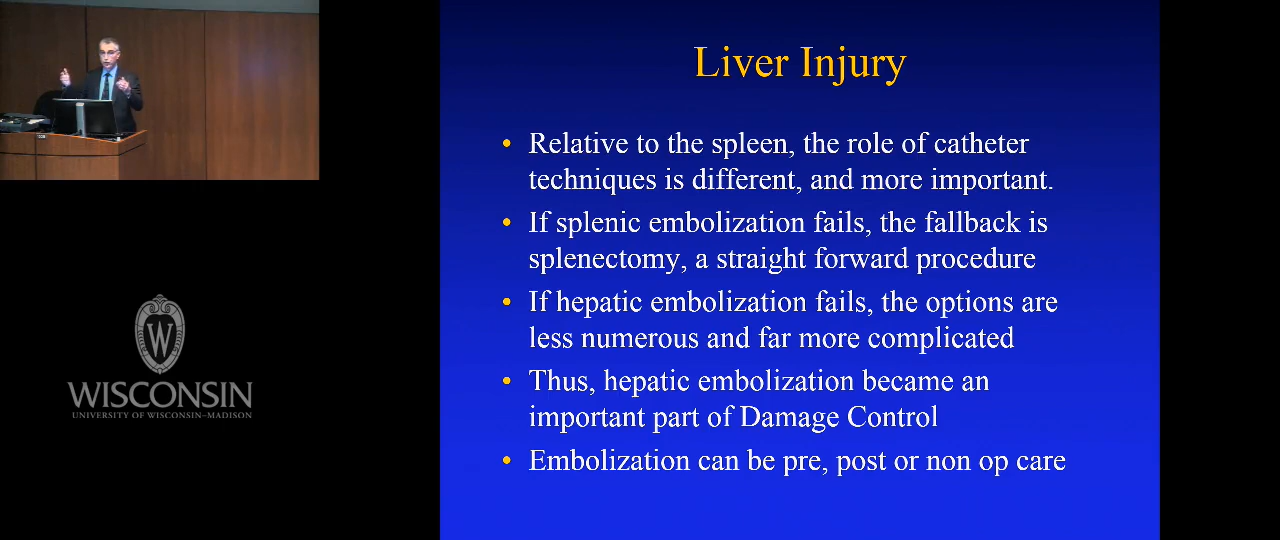 Liver Injury
• Relative to the spleen, the role of catheter
techniques is different, and more important.
• If splenic embolization fails, the fallback is
splenectomy, a straight forward procedure
• If hepatic embolization fails, the options are
less numerous and far more complicated
• Thus, hepatic embolization became an
important part of Damage Control
• Embolization can be pre, post or non op care
W
WISCONSIN
UNIVERSITY OF WISCONSIN–MADISON